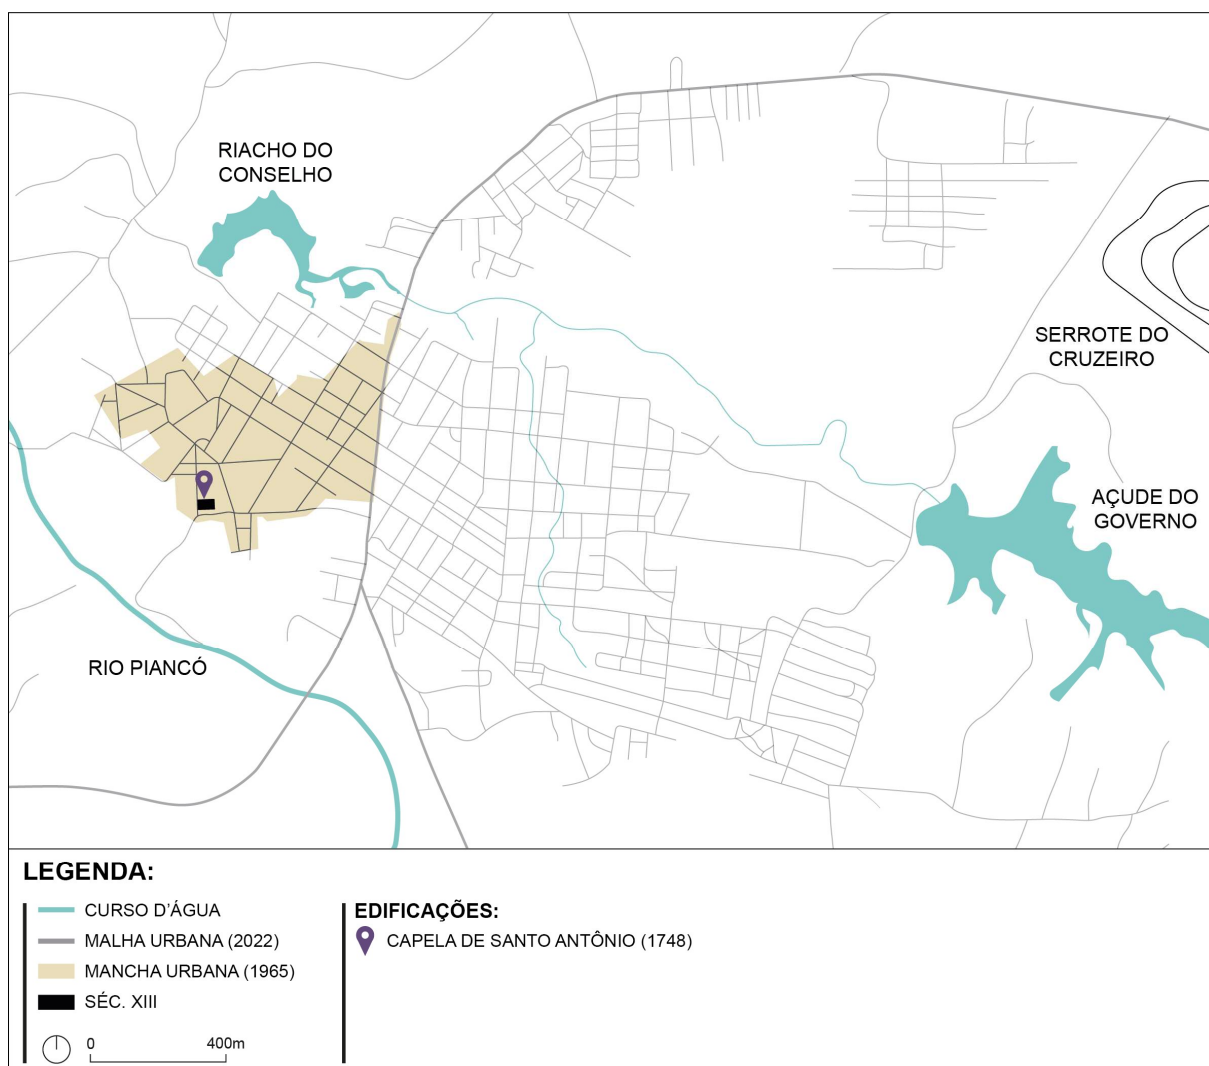 RIACHO DO
CONSELHO
SERROTE DO
CRUZEIRO
AÇUDE DO
GOVERNO
RIO PIANCÓ
LEGENDA:
CURSO D'ÁGUA
MALHA URBANA (2022)
MANCHA URBANA (1965)
SÉC. XIII
0 400m
EDIFICAÇÕES:
CAPELA DE SANTO ANTÔNIO (1748)